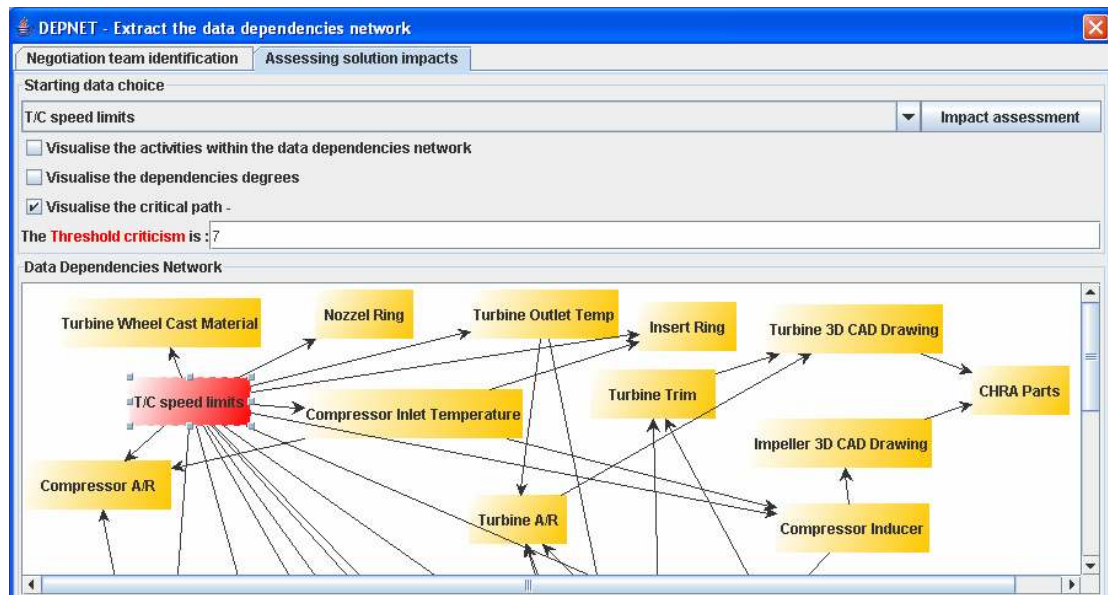 DEPNET - Extract the data dependencies network
Negotiation team identification
Assessing solution impacts
Starting data choice
T/C speed limits
Impact assessment
Visualise the activities within the data dependencies network
Visualise the dependencies degrees
Visualise the critical path -
The Threshold criticism is : 7
Data Dependencies Network
Turbine Wheel Cast Material
Nozzel Ring
Turbine Outlet Temp
Insert Ring
Turbine 3D CAD Drawing
T/C speed limits
Compressor Inlet Temperature
Turbine Trim
CHRA Parts
Impeller 3D CAD Drawing
Compressor A/R
Turbine A/R
Compressor Inducer